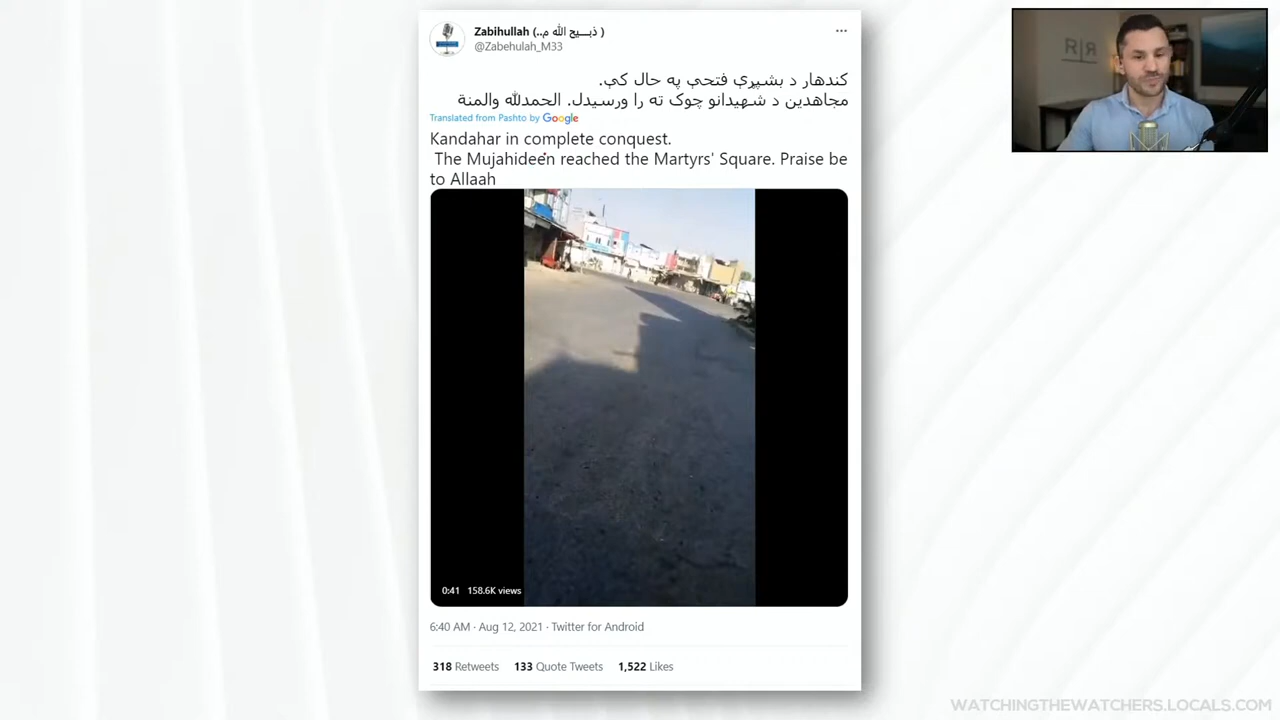 Zabihullah (..ذبـــیح الله م )
@Zabehulah_M33
کندهار د بشپړې فتحې په حال کې.
مجاهدین د شهیدانو چوک ته را ورسیدل. الحمدلله والمنة
Translated from Pashto by Google
Kandahar in complete conquest.
The Mujahideen reached the Martyrs' Square. Praise be
to Allaah
0:41 158.6K views
6:40 AM · Aug 12, 2021 · Twitter for Android
318 Retweets 133 Quote Tweets 1,522 Likes
R R
WATCHINGTHEWATCHERS.LOCALS.COM